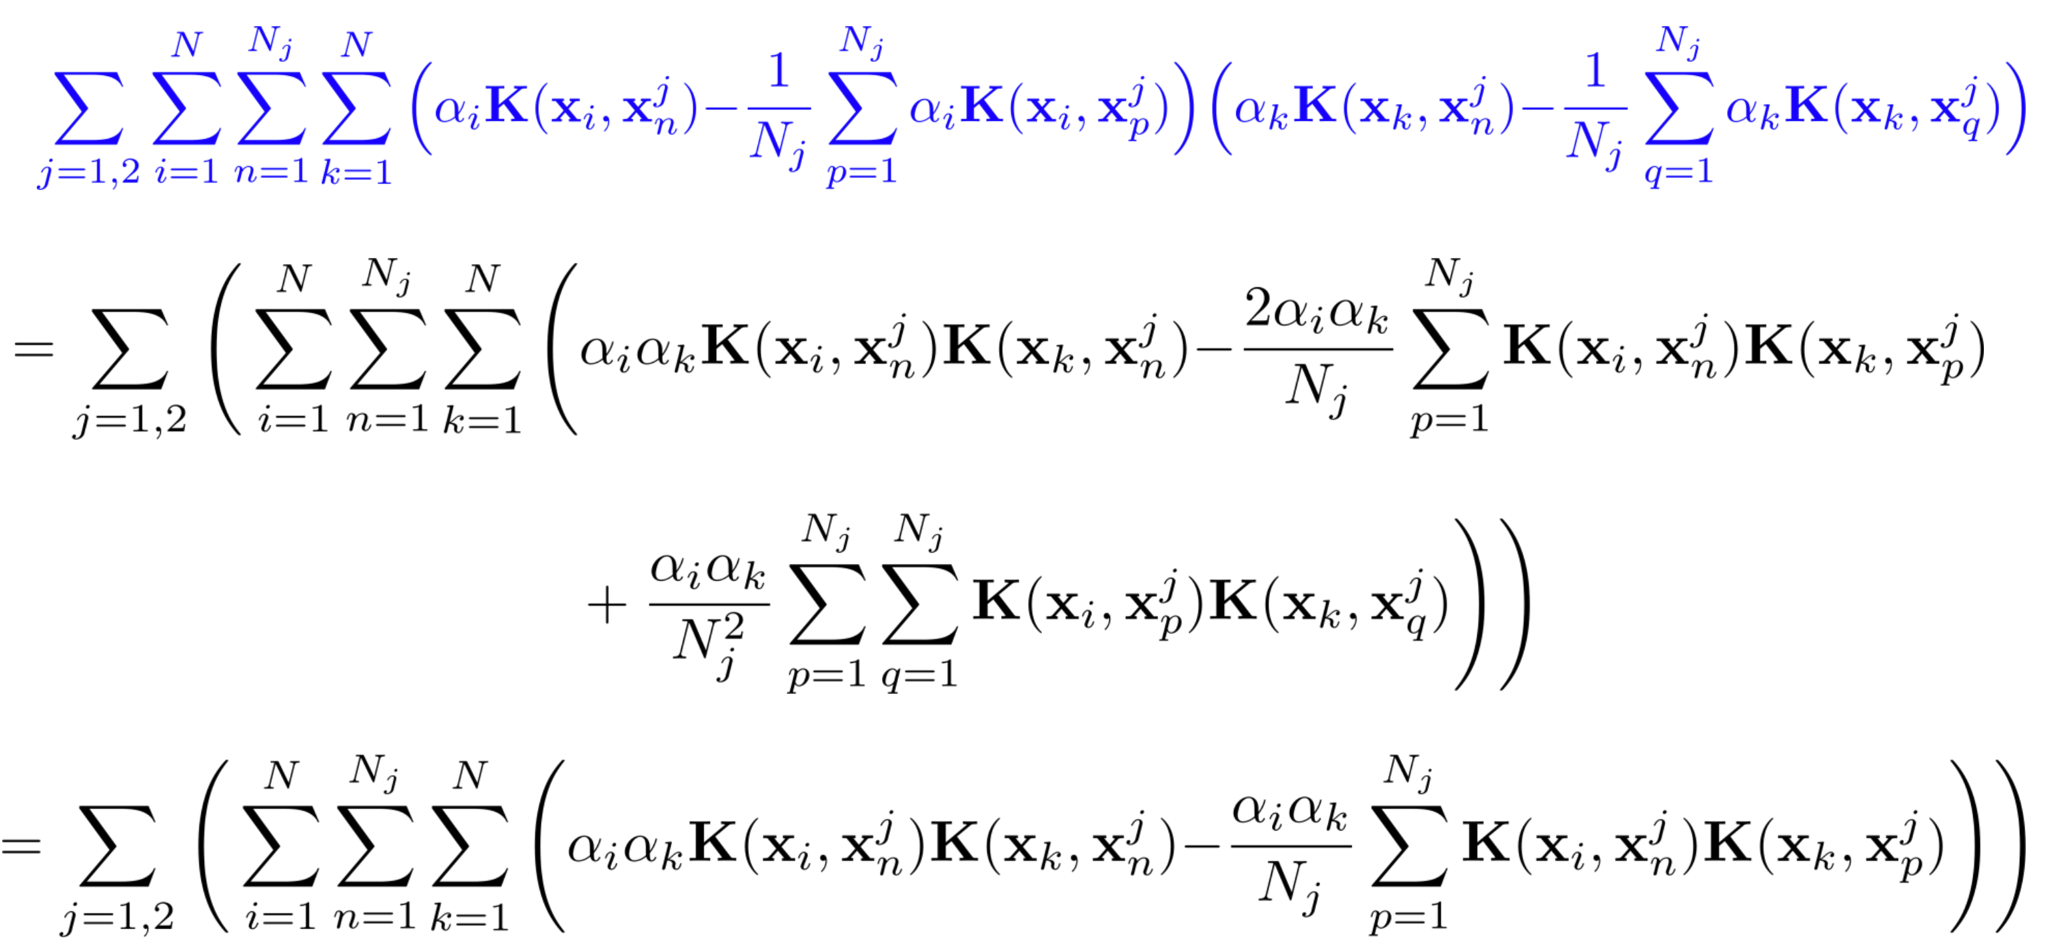 \sum_{j=1,2} \sum_{i=1}^{N} \sum_{n=1}^{N_j} \sum_{k=1}^{N} \left( \alpha_i \mathbf{K}(\mathbf{x}_i, \mathbf{x}_n^j) - \frac{1}{N_j} \sum_{p=1}^{N_j} \alpha_i \mathbf{K}(\mathbf{x}_i, \mathbf{x}_p^j) \right) \left( \alpha_k \mathbf{K}(\mathbf{x}_k, \mathbf{x}_n^j) - \frac{1}{N_j} \sum_{q=1}^{N_j} \alpha_k \mathbf{K}(\mathbf{x}_k, \mathbf{x}_q^j) \right)
= \sum_{j=1,2} \left( \sum_{i=1}^{N} \sum_{n=1}^{N_j} \sum_{k=1}^{N} \left( \alpha_i \alpha_k \mathbf{K}(\mathbf{x}_i, \mathbf{x}_n^j) \mathbf{K}(\mathbf{x}_k, \mathbf{x}_n^j) - \frac{2\alpha_i \alpha_k}{N_j} \sum_{p=1}^{N_j} \mathbf{K}(\mathbf{x}_i, \mathbf{x}_n^j) \mathbf{K}(\mathbf{x}_k, \mathbf{x}_p^j)
+ \frac{\alpha_i \alpha_k}{N_j^2} \sum_{p=1}^{N_j} \sum_{q=1}^{N_j} \mathbf{K}(\mathbf{x}_i, \mathbf{x}_p^j) \mathbf{K}(\mathbf{x}_k, \mathbf{x}_q^j) \right) \right)
= \sum_{j=1,2} \left( \sum_{i=1}^{N} \sum_{n=1}^{N_j} \sum_{k=1}^{N} \left( \alpha_i \alpha_k \mathbf{K}(\mathbf{x}_i, \mathbf{x}_n^j) \mathbf{K}(\mathbf{x}_k, \mathbf{x}_n^j) - \frac{\alpha_i \alpha_k}{N_j} \sum_{p=1}^{N_j} \mathbf{K}(\mathbf{x}_i, \mathbf{x}_n^j) \mathbf{K}(\mathbf{x}_k, \mathbf{x}_p^j) \right) \right)